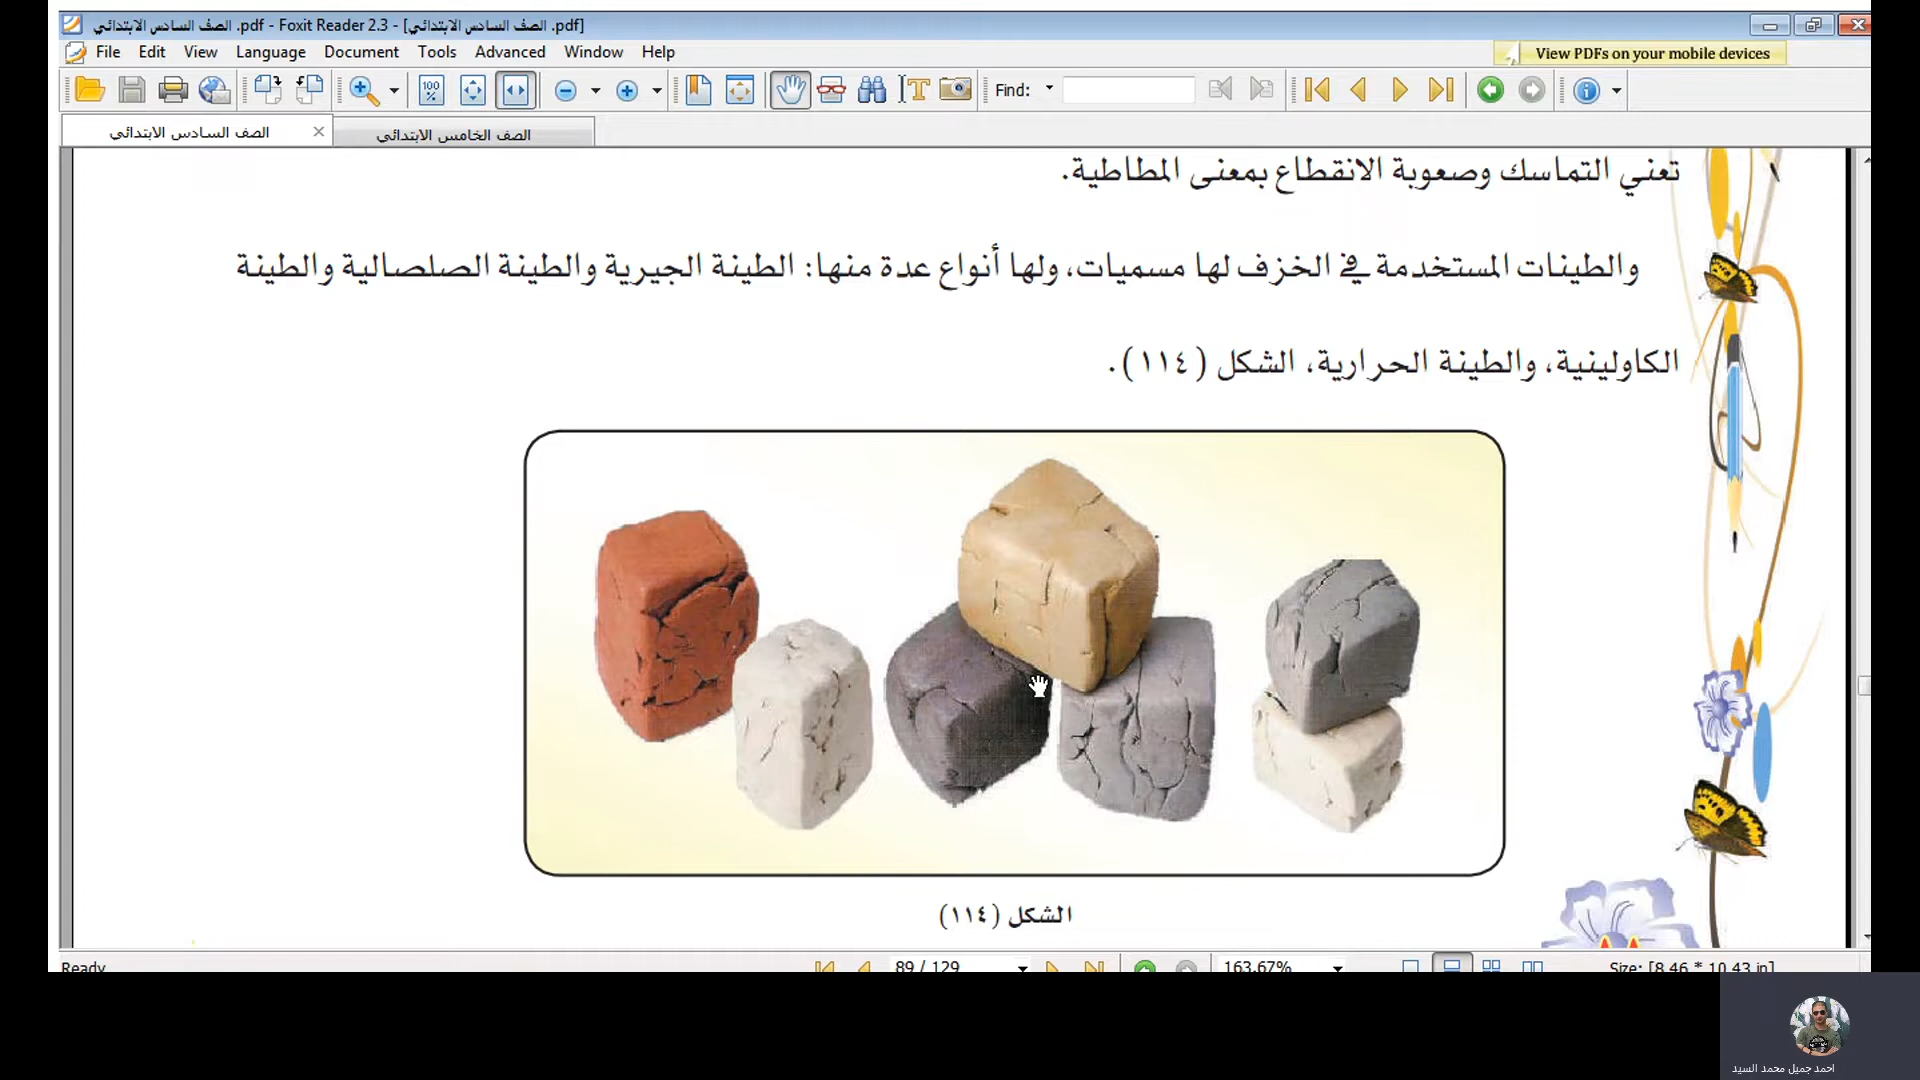 الصف السادس الابتدائي .pdf - Foxit Reader 2.3 - [الصف السادس الابتدائي .pdf]
File Edit View Language Document Tools Advanced Window Help
View PDFs on your mobile devices
Find:
الصف السادس الابتدائي
الصف الخامس الابتدائي
تعني التماسك وصعوبة الانقطاع بمعنى المطاطية.
والطينات المستخدمة في الخزف لها مسميات، ولها أنواع عدة منها: الطينة الجيرية والطينة الصلصالية والطينة
الكاولينية، والطينة الحرارية، الشكل (١١٤).
الشكل (١١٤)
Ready
89 / 129
163.67%
Size: [8.46 * 10.43 in]
احمد جميل محمد السيد